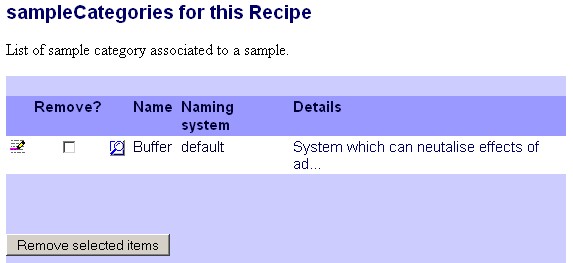 sampleCategories for this Recipe
List of sample category associated to a sample.
Remove? Name Naming system Details
Buffer default System which can neutalise effects of ad...
Remove selected items